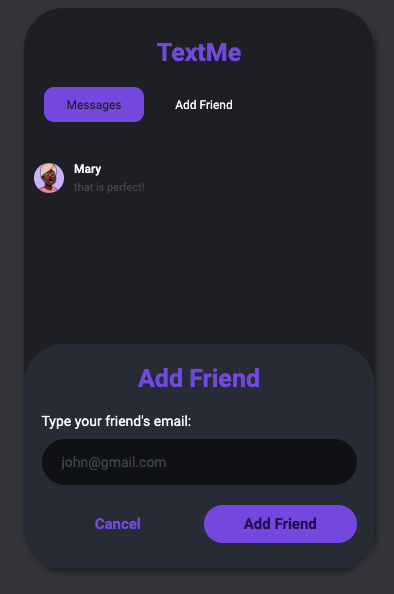 TextMe
Messages Add Friend
Mary
that is perfect!
Add Friend
Type your friend's email:
john@gmail.com
Cancel Add Friend